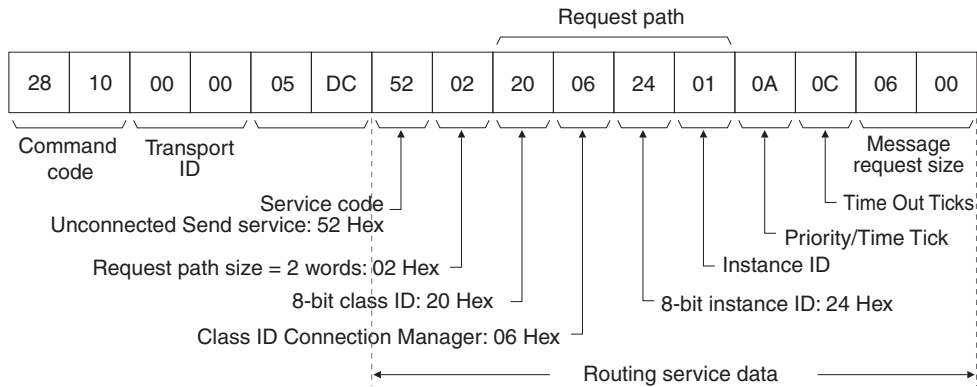 Request path
28 10 00 00 05 DC 52 02 20 06 24 01 0A 0C 06 00
Command code
Transport ID
Message request size
Service code
Unconnected Send service: 52 Hex
Time Out Ticks
Priority/Time Tick
Request path size = 2 words: 02 Hex
Instance ID
8-bit class ID: 20 Hex
8-bit instance ID: 24 Hex
Class ID Connection Manager: 06 Hex
Routing service data